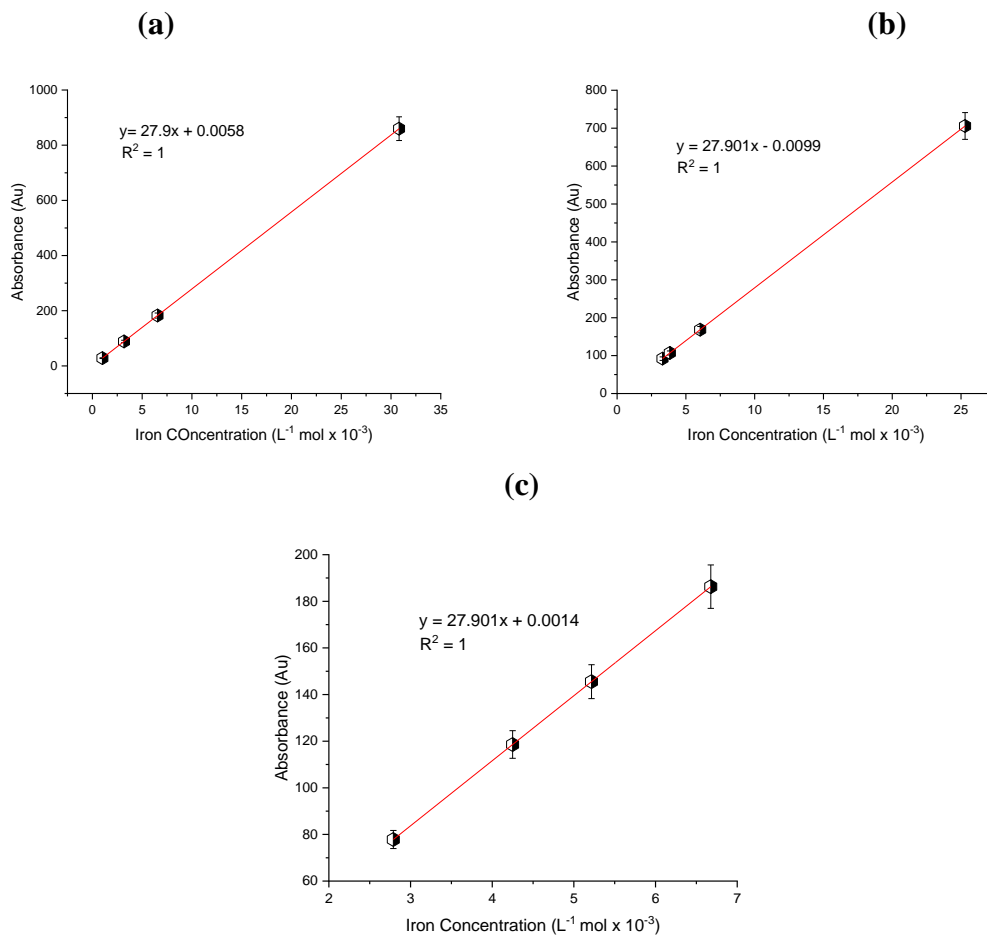 (a)
1000
800
600
400
200
0
Absorbance (Au)
y= 27.9x + 0.0058
R² = 1
0 5 10 15 20 25 30 35
Iron COncentration (L⁻¹ mol x 10⁻³)
(b)
800
700
600
500
400
300
200
100
0
Absorbance (Au)
y = 27.901x - 0.0099
R² = 1
0 5 10 15 20 25
Iron Concentration (L⁻¹ mol x 10⁻³)
(c)
200
180
160
140
120
100
80
60
Absorbance (Au)
y = 27.901x + 0.0014
R² = 1
2 3 4 5 6 7
Iron Concentration (L⁻¹ mol x 10⁻³)